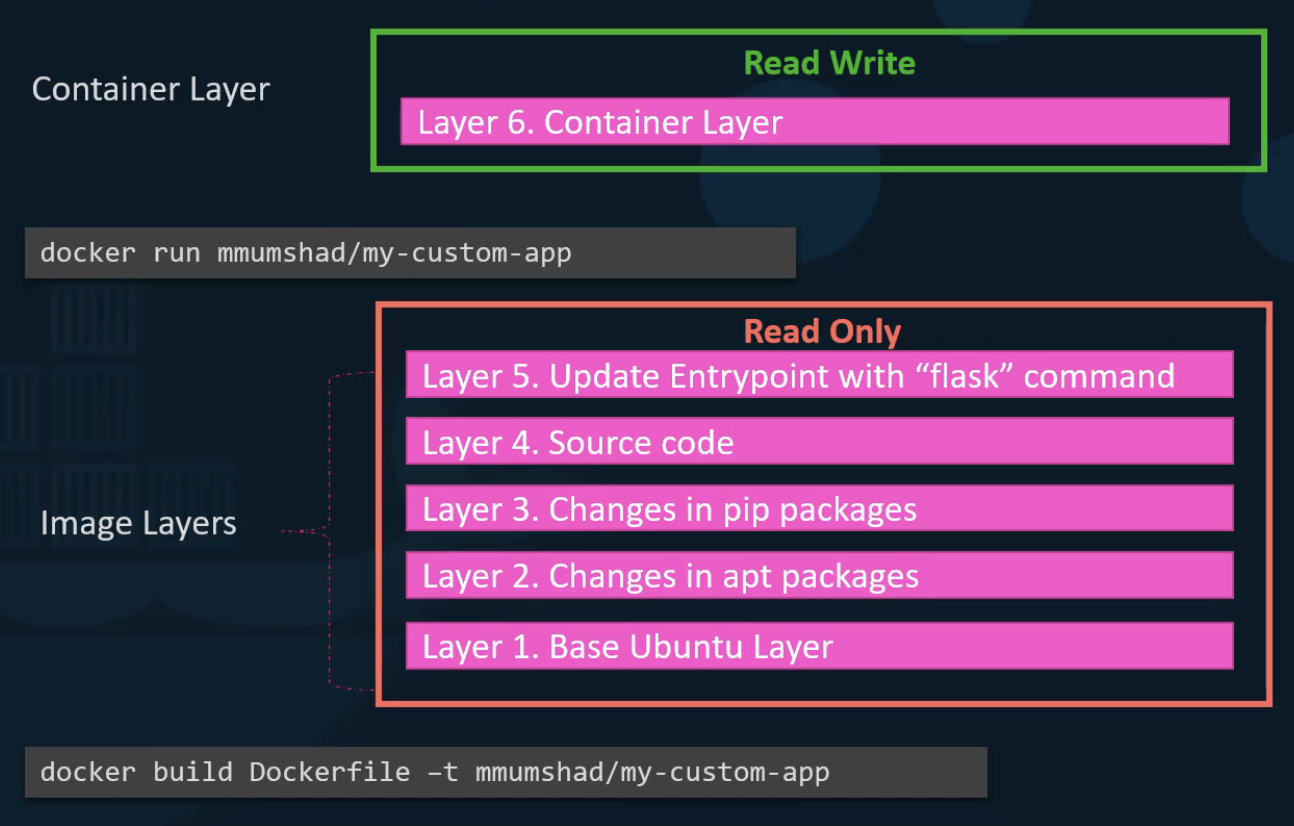 Container Layer
Read Write
Layer 6. Container Layer
docker run mmumshad/my-custom-app
Read Only
Layer 5. Update Entrypoint with “flask” command
Layer 4. Source code
Layer 3. Changes in pip packages
Image Layers
Layer 2. Changes in apt packages
Layer 1. Base Ubuntu Layer
docker build Dockerfile –t mmumshad/my-custom-app